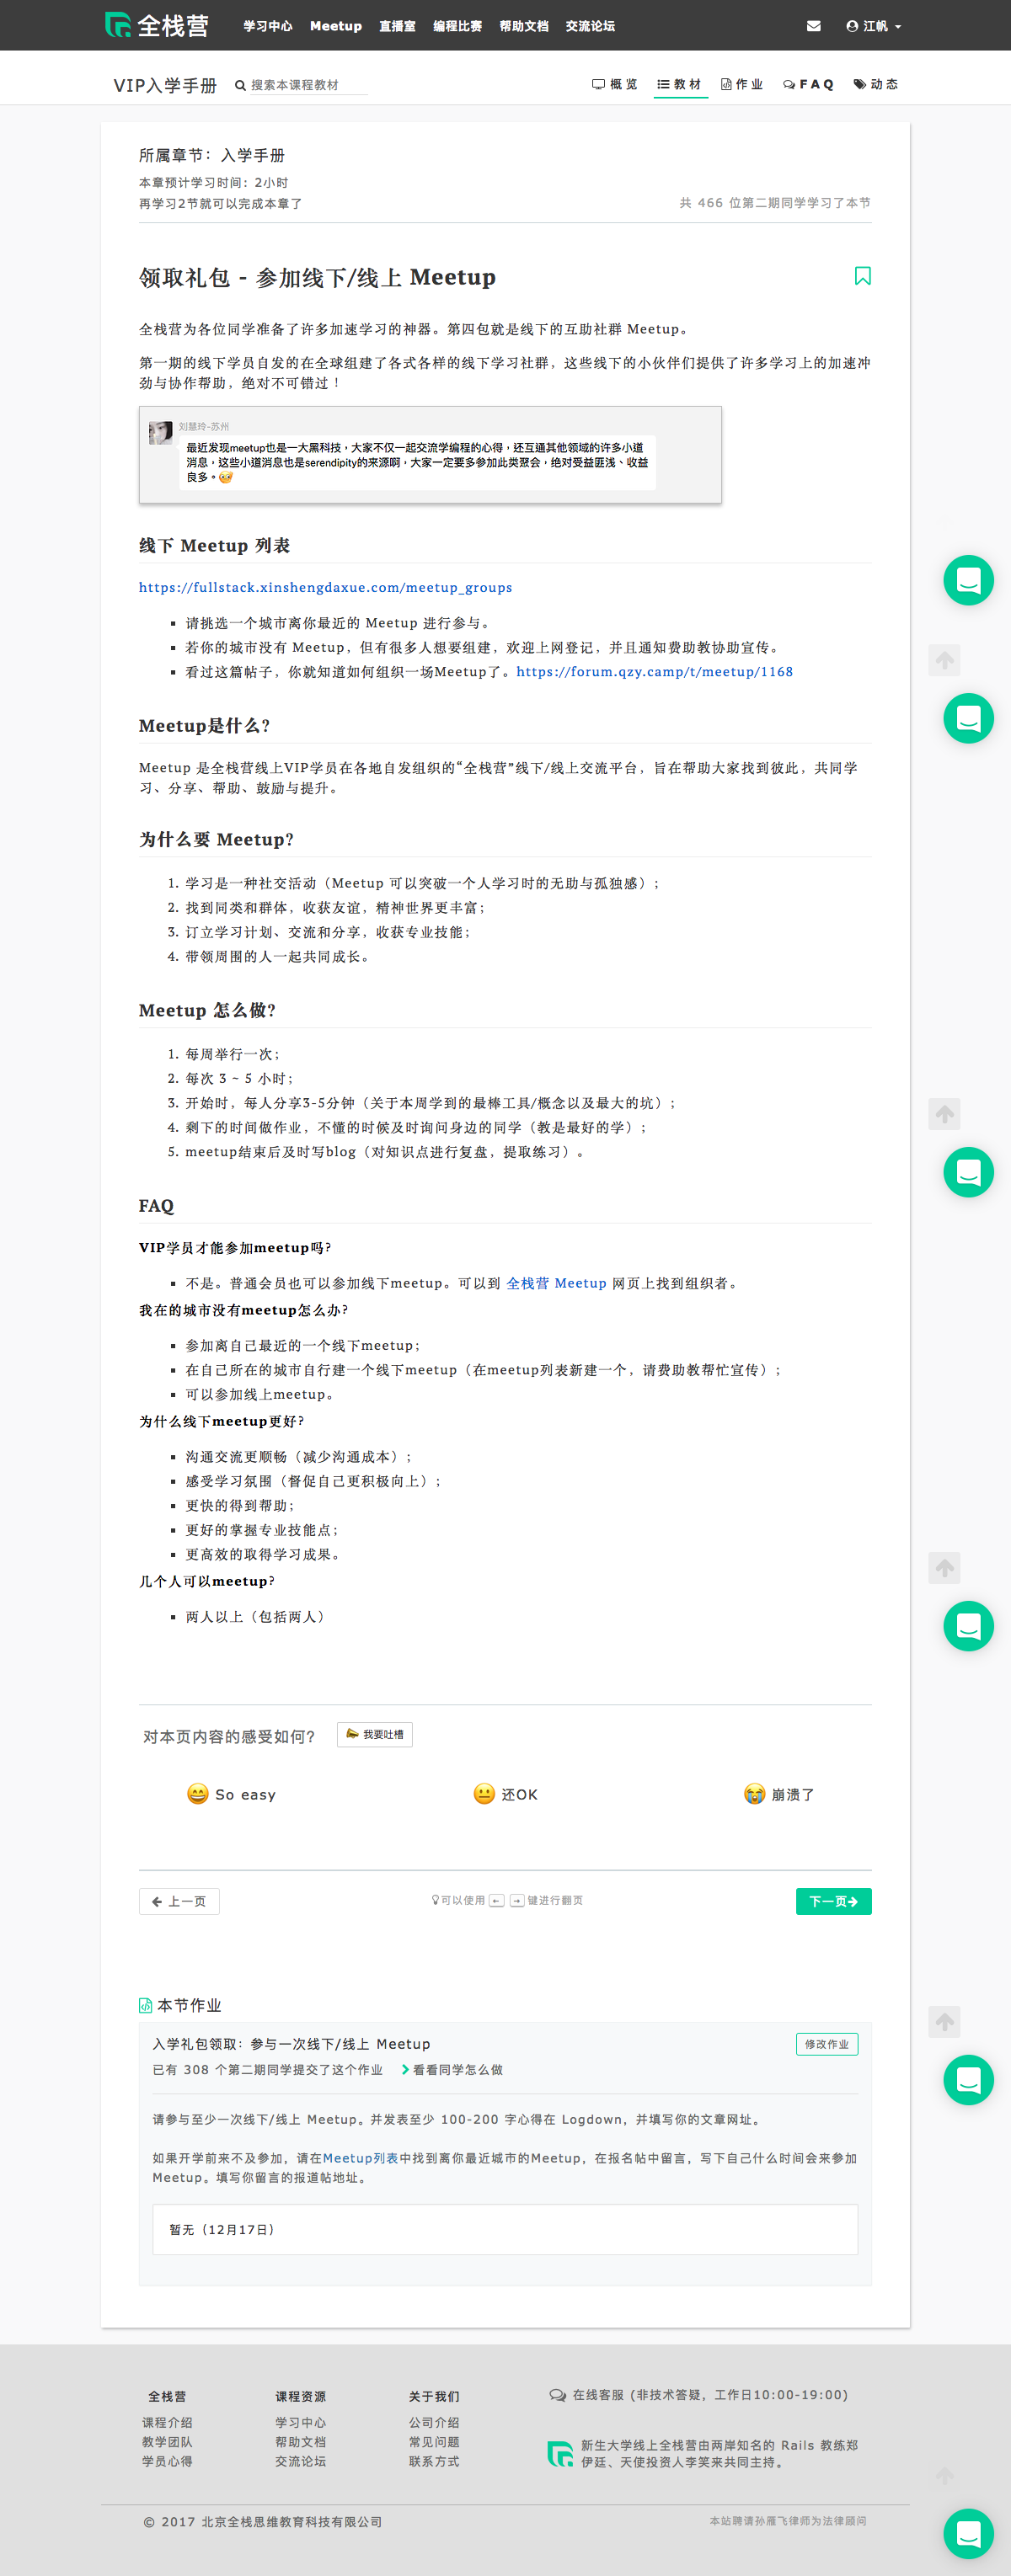 全栈营
学习中心 Meetup 直播室 编程比赛 帮助文档 交流论坛
江帆
VIP入学手册
搜索本课程教材
概览 教材 作业 FAQ 动态
所属章节：入学手册
本章预计学习时间：2小时
再学习2节就可以完成本章了
共 466 位第二期同学学习了本节
领取礼包 - 参加线下/线上 Meetup
全栈营为各位同学准备了许多加速学习的神器。第四包就是线下的互助社群 Meetup。
第一期的线下学员自发的在全球组建了各式各样的线下学习社群，这些线下的小伙伴们提供了许多学习上的加速冲
劲与协作帮助，绝对不可错过！
刘慧玲-苏州
最近发现meetup也是一大黑科技，大家不仅一起交流学编程的心得，还互通其他领域的许多小道
消息，这些小道消息也是serendipity的来源啊，大家一定要多参加此类聚会，绝对受益匪浅、收益
良多。
线下 Meetup 列表
https://fullstack.xinshengdaxue.com/meetup_groups
请挑选一个城市离你最近的 Meetup 进行参与。
若你的城市没有 Meetup，但有很多人想要组建，欢迎上网登记，并且通知费助教协助宣传。
看过这篇帖子，你就知道如何组织一场Meetup了。https://forum.qzy.camp/t/meetup/1168
Meetup是什么？
Meetup 是全栈营线上VIP学员在各地自发组织的“全栈营”线下/线上交流平台，旨在帮助大家找到彼此，共同学
习、分享、帮助、鼓励与提升。
为什么要 Meetup？
1. 学习是一种社交活动（Meetup 可以突破一个人学习时的无助与孤独感）；
2. 找到同类和群体，收获友谊，精神世界更丰富；
3. 订立学习计划、交流和分享，收获专业技能；
4. 带领周围的人一起共同成长。
Meetup 怎么做？
1. 每周举行一次；
2. 每次 3 ~ 5 小时；
3. 开始时，每人分享3-5分钟（关于本周学到的最棒工具/概念以及最大的坑）；
4. 剩下的时间做作业，不懂的时候及时询问身边的同学（教是最好的学）；
5. meetup结束后及时写blog（对知识点进行复盘，提取练习）。
FAQ
VIP学员才能参加meetup吗？
不是。普通会员也可以参加线下meetup。可以到 全栈营 Meetup 网页上找到组织者。
我在的城市没有meetup怎么办？
参加离自己最近的一个线下meetup；
在自己所在的城市自行建一个线下meetup（在meetup列表新建一个，请费助教帮忙宣传）；
可以参加线上meetup。
为什么线下meetup更好？
沟通交流更顺畅（减少沟通成本）；
感受学习氛围（督促自己更积极向上）；
更快的得到帮助；
更好的掌握专业技能点；
更高效的取得学习成果。
几个人可以meetup？
两人以上（包括两人）
对本页内容的感受如何？ 我要吐槽
So easy 还OK 崩溃了
上一页
可以使用 ← → 键进行翻页
下一页
本节作业
入学礼包领取：参与一次线下/线上 Meetup
修改作业
已有 308 个第二期同学提交了这个作业 看看同学怎么做
请参与至少一次线下/线上 Meetup。并发表至少 100-200 字心得在 Logdown，并填写你的文章网址。
如果开学前来不及参加，请在Meetup列表中找到离你最近城市的Meetup，在报名帖中留言，写下自己什么时间会来参加
Meetup。填写你留言的报道帖地址。
暂无（12月17日）
全栈营 课程资源 关于我们
在线客服 (非技术答疑，工作日10:00-19:00)
课程介绍 学习中心 公司介绍
教学团队 帮助文档 常见问题
学员心得 交流论坛 联系方式
新生大学线上全栈营由两岸知名的 Rails 教练郑
伊廷、天使投资人李笑来共同主持。
© 2017 北京全栈思维教育科技有限公司
本站聘请孙雁飞律师为法律顾问